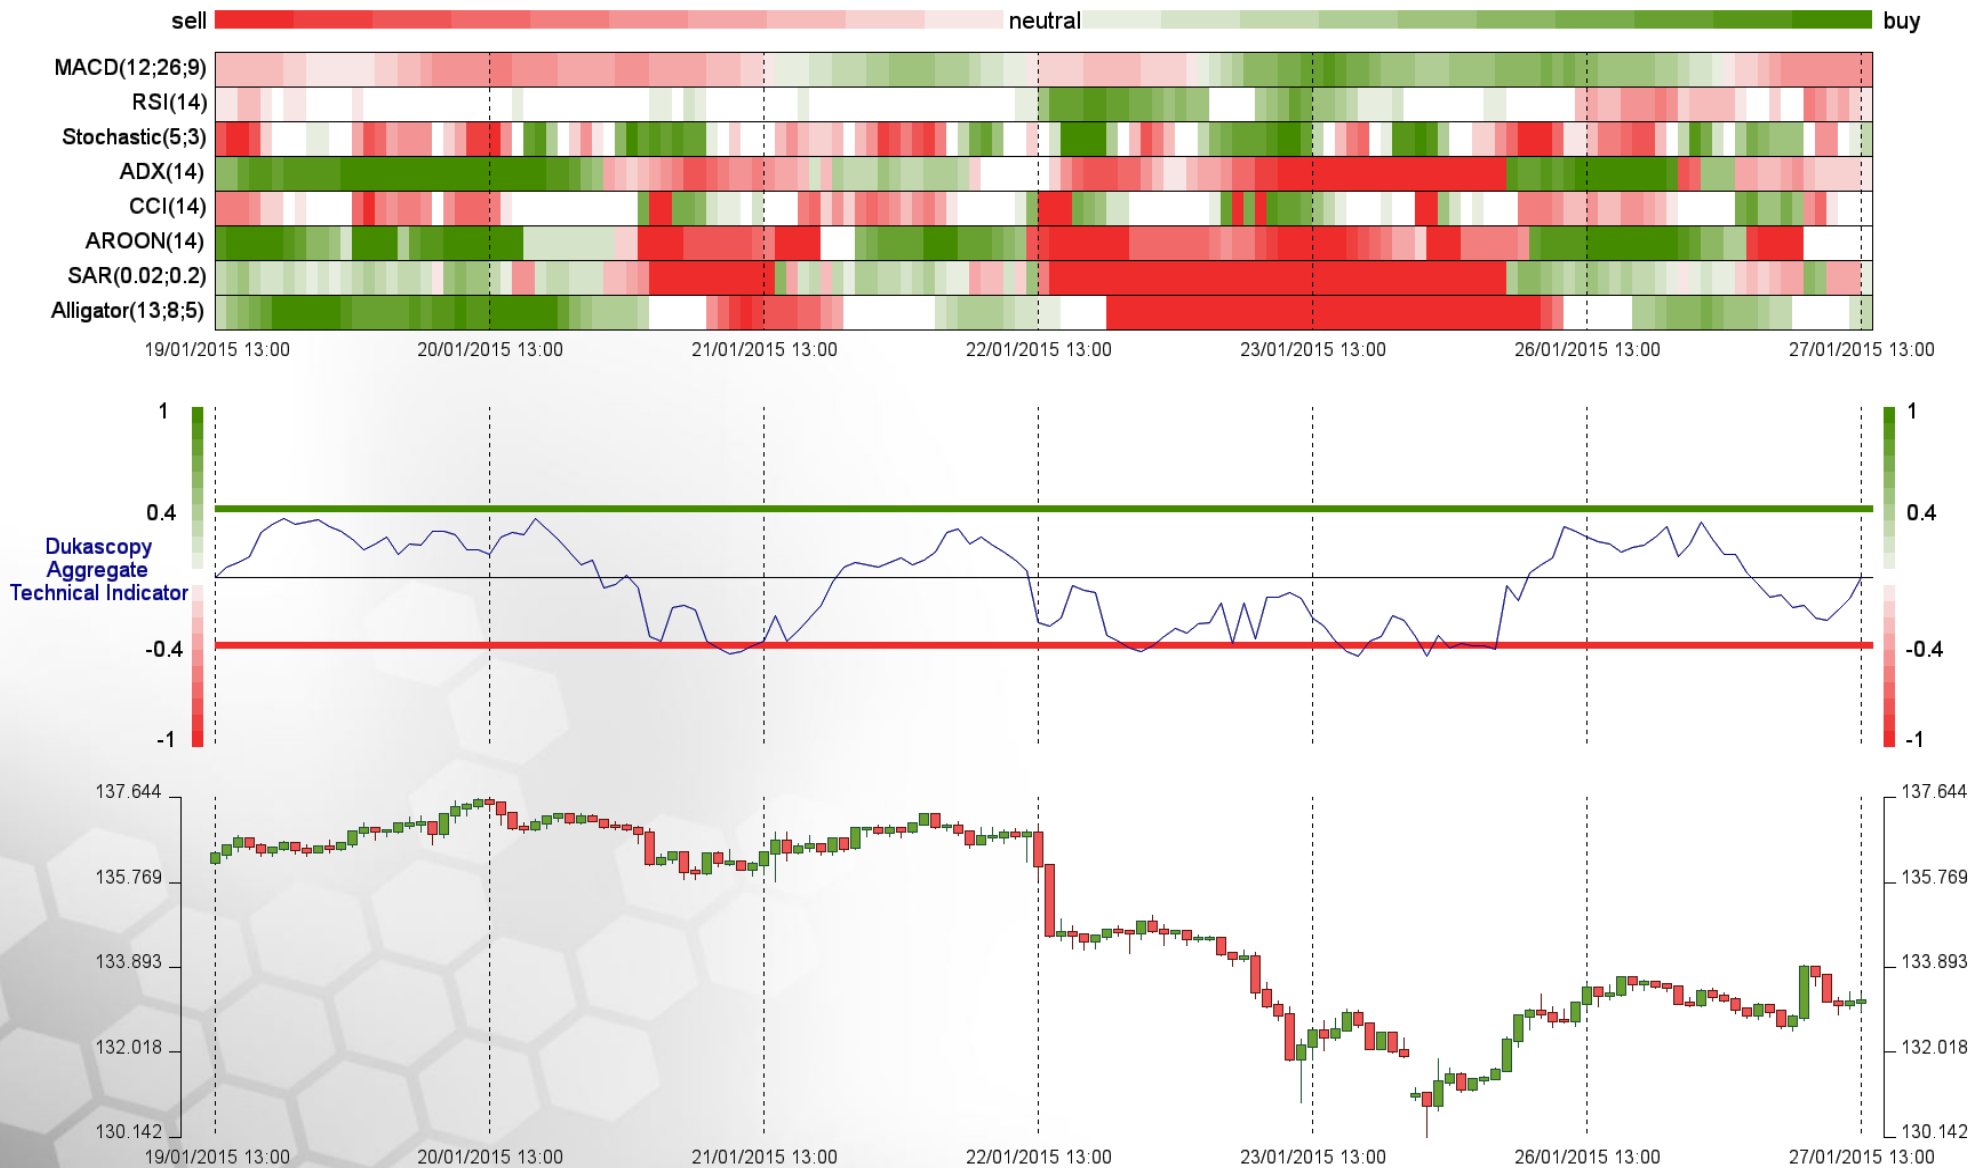 sell neutral buy
MACD(12;26;9)
RSI(14)
Stochastic(5;3)
ADX(14)
CCI(14)
AROON(14)
SAR(0.02;0.2)
Alligator(13;8;5)
19/01/2015 13:00 20/01/2015 13:00 21/01/2015 13:00 22/01/2015 13:00 23/01/2015 13:00 26/01/2015 13:00 27/01/2015 13:00
1 1
0.4 0.4
Dukascopy
Aggregate
Technical Indicator
-0.4 -0.4
-1 -1
137.644 137.644
135.769 135.769
133.893 133.893
132.018 132.018
130.142 130.142
19/01/2015 13:00 20/01/2015 13:00 21/01/2015 13:00 22/01/2015 13:00 23/01/2015 13:00 26/01/2015 13:00 27/01/2015 13:00